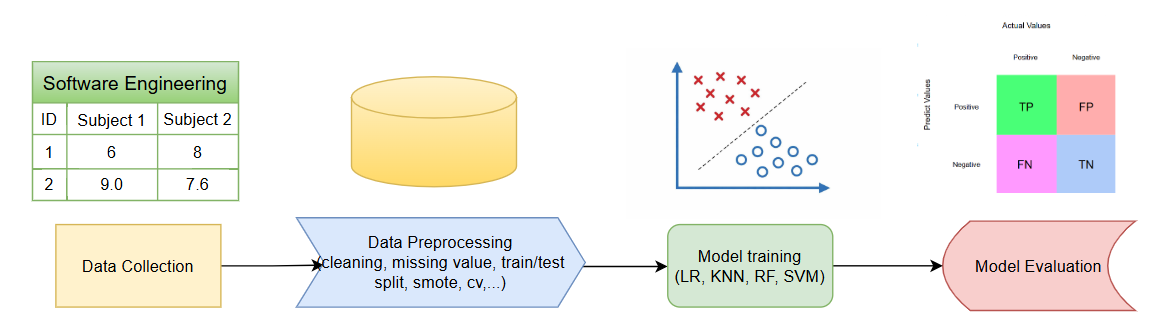 Software Engineering
ID Subject 1 Subject 2
1 6 8
2 9.0 7.6
Actual Values
Positive Negative
Predict Values
Positive TP FP
Negative FN TN
Data Collection
Data Preprocessing
(cleaning, missing value, train/test
split, smote, cv,...)
Model training
(LR, KNN, RF, SVM)
Model Evaluation